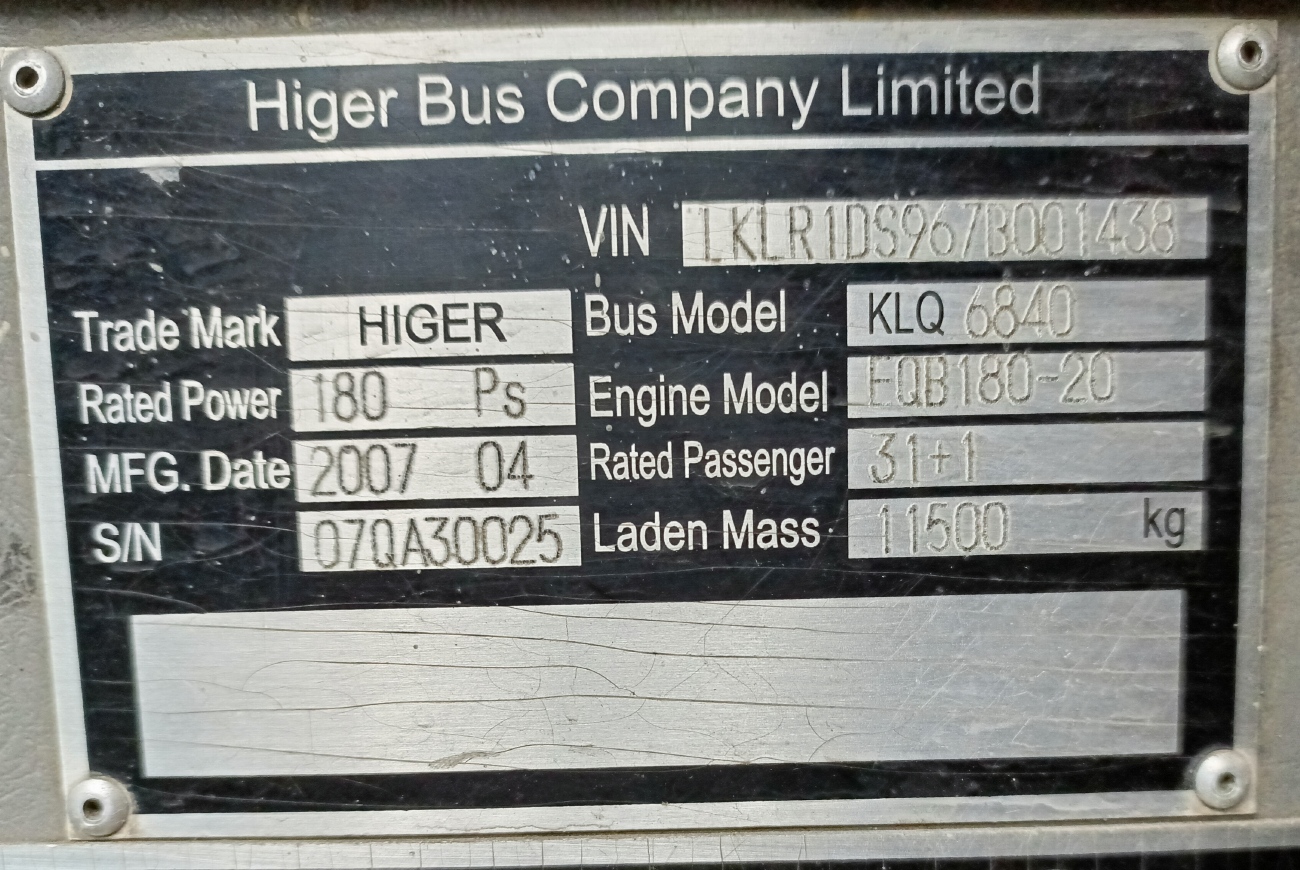 Higer Bus Company Limited
VIN LKLR1DS967B001438
Trade Mark HIGER Bus Model KLQ 6840
Rated Power 180 Ps Engine Model EQB180-20
MFG. Date 2007 04 Rated Passenger 31+1
S/N 07QA30025 Laden Mass 11500 kg